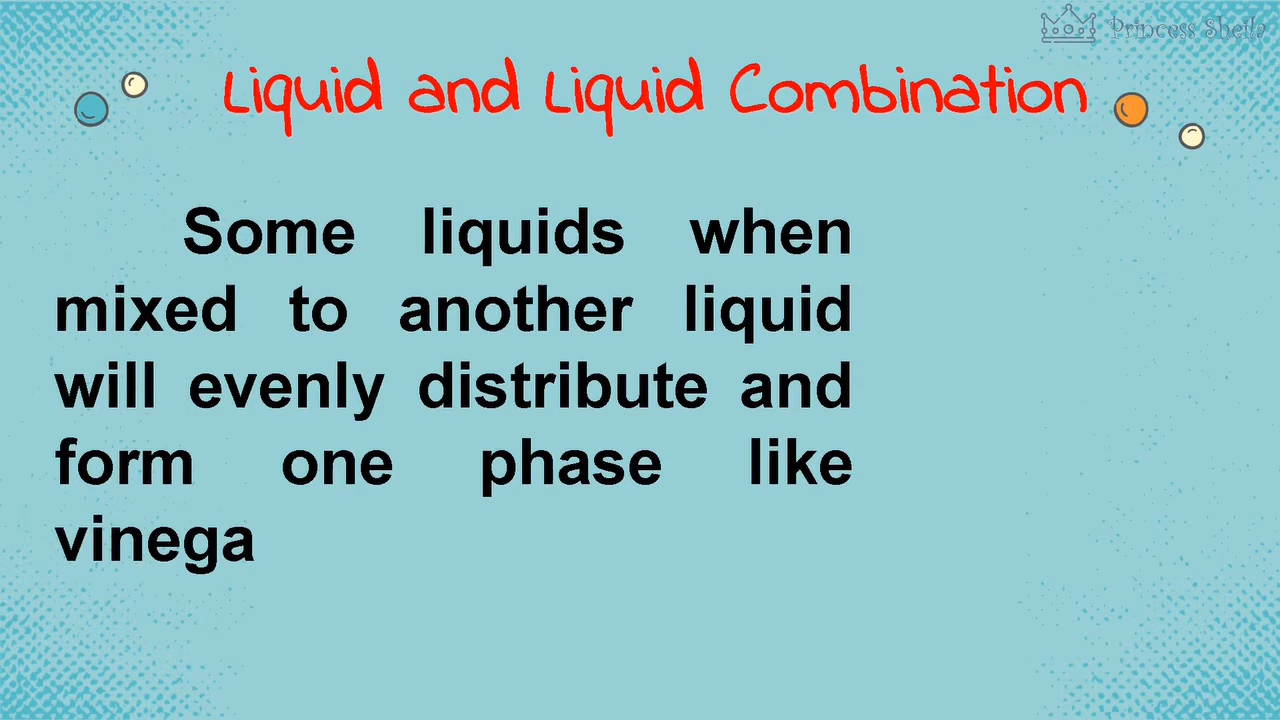 Princess Sheila
Liquid and Liquid Combination
Some liquids when
mixed to another liquid
will evenly distribute and
form one phase like
vinega